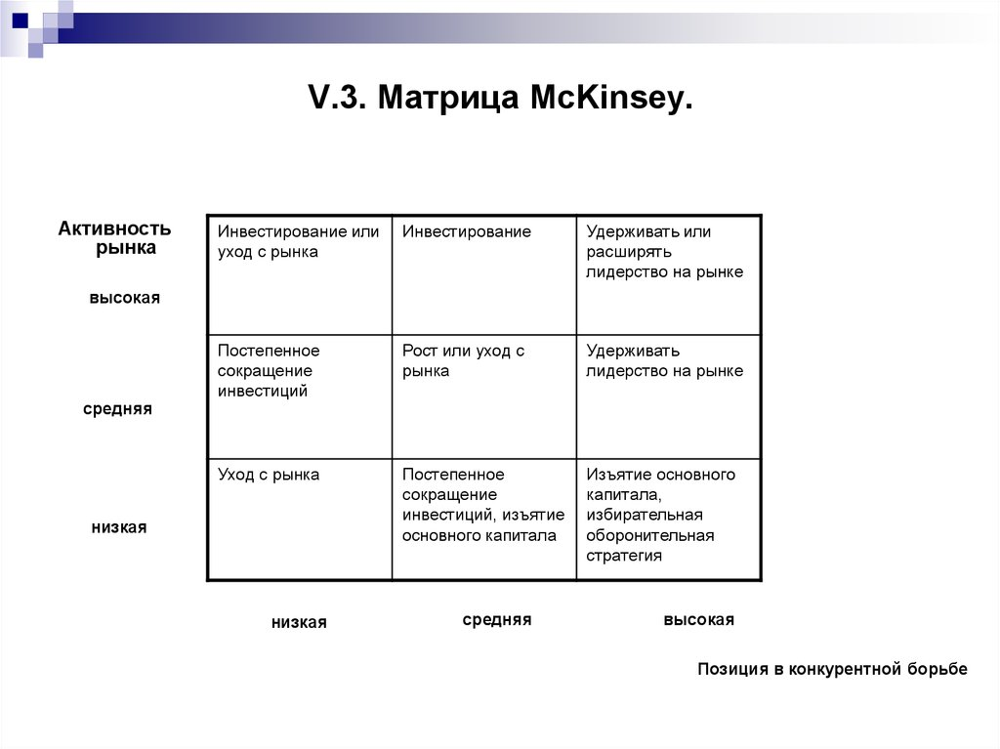 V.3. Матрица McKinsey.
Активность
рынка
высокая
средняя
низкая
Инвестирование или
уход с рынка
Инвестирование
Удерживать или
расширять
лидерство на рынке
Постепенное
сокращение
инвестиций
Рост или уход с
рынка
Удерживать
лидерство на рынке
Уход с рынка
Постепенное
сокращение
инвестиций, изъятие
основного капитала
Изъятие основного
капитала,
избирательная
оборонительная
стратегия
низкая
средняя
высокая
Позиция в конкурентной борьбе